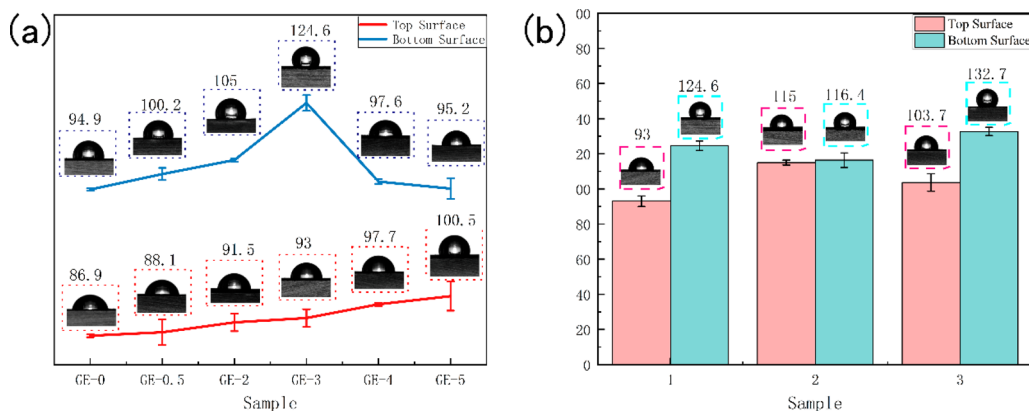 (a)
Top Surface
Bottom Surface
124.6
105
100.2
97.6
95.2
94.9
100.5
97.7
93
91.5
88.1
86.9
GE-0 GE-0.5 GE-2 GE-3 GE-4 GE-5
Sample
(b)
Top Surface
Bottom Surface
00
80
60
40
20
00
80
60
40
20
0
132.7
124.6
115 116.4
103.7
93
1 2 3
Sample